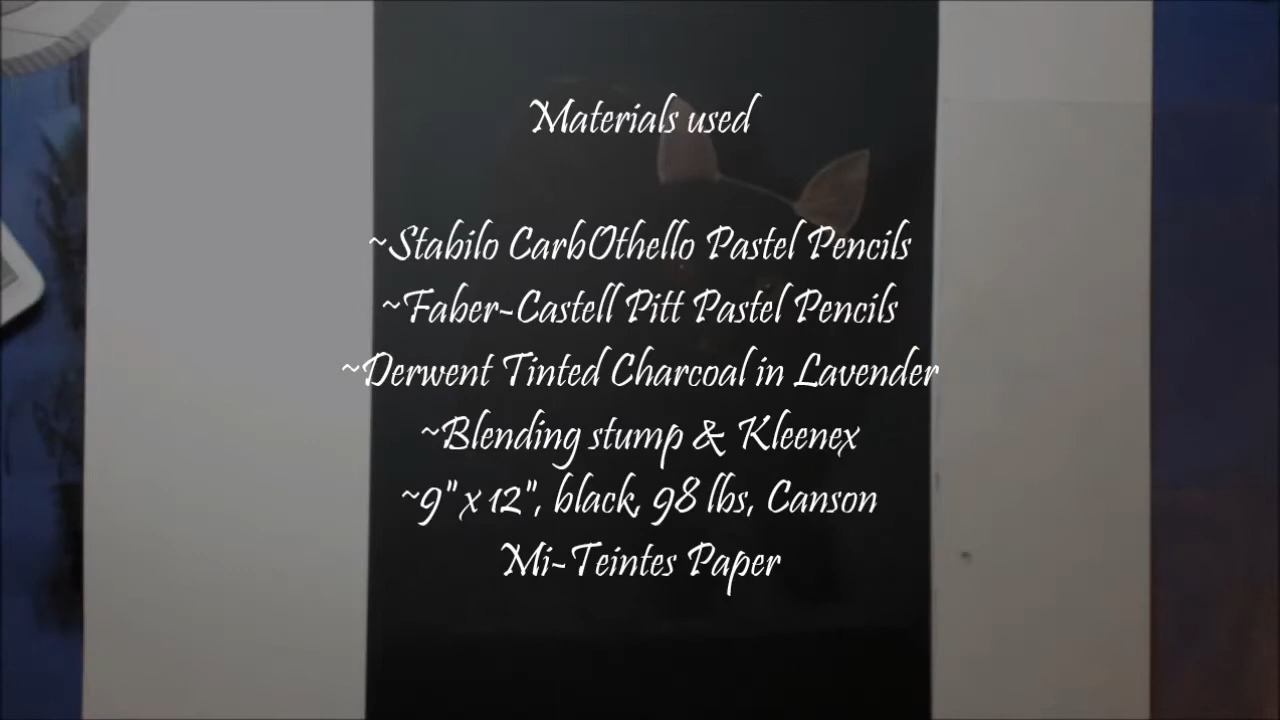 Materials used
~Stabilo CarbOthello Pastel Pencils
~Faber-Castell Pitt Pastel Pencils
~Derwent Tinted Charcoal in Lavender
~Blending stump & Kleenex
~9" x 12", black, 98 lbs, Canson
Mi-Teintes Paper